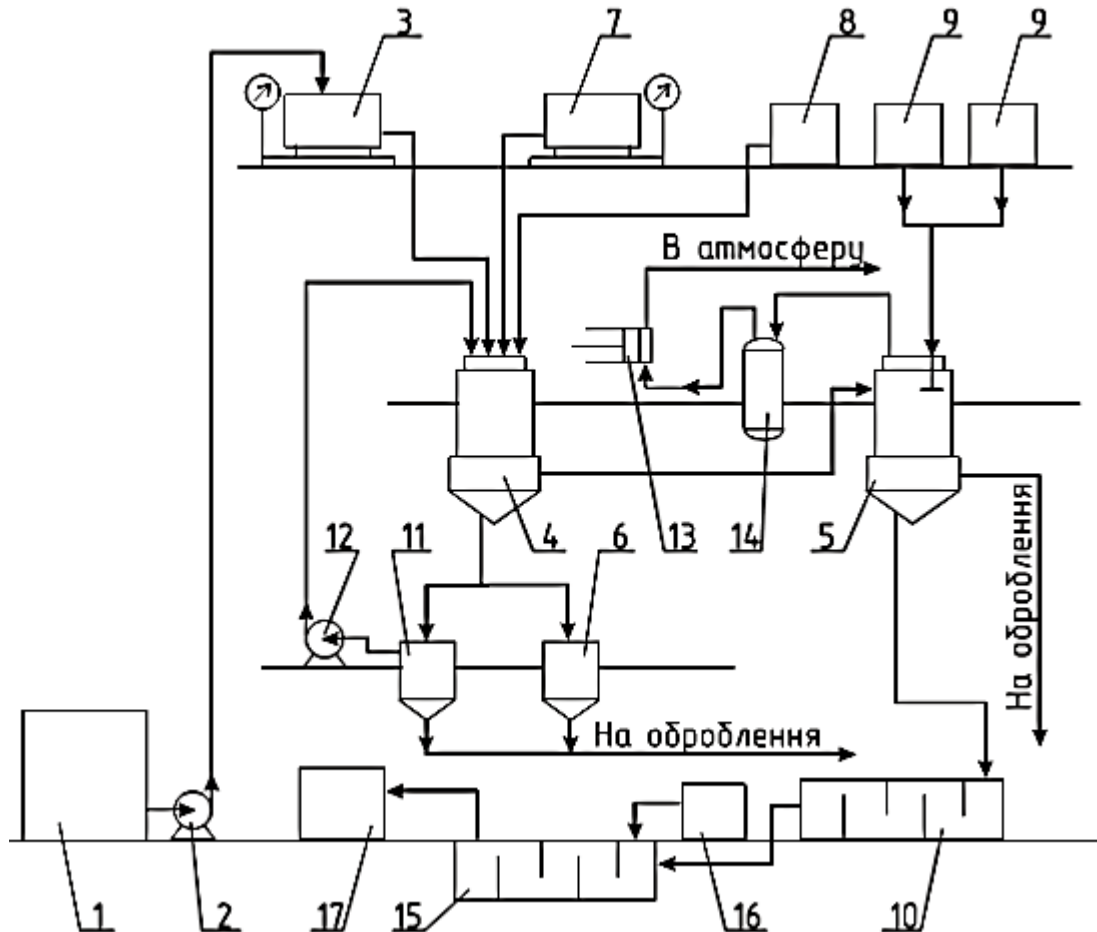 3 7 8 9 9
В атмосферу
4 13 14 5
12 11 6
На оброблення
На оброблення
1 2 17 15 16 10